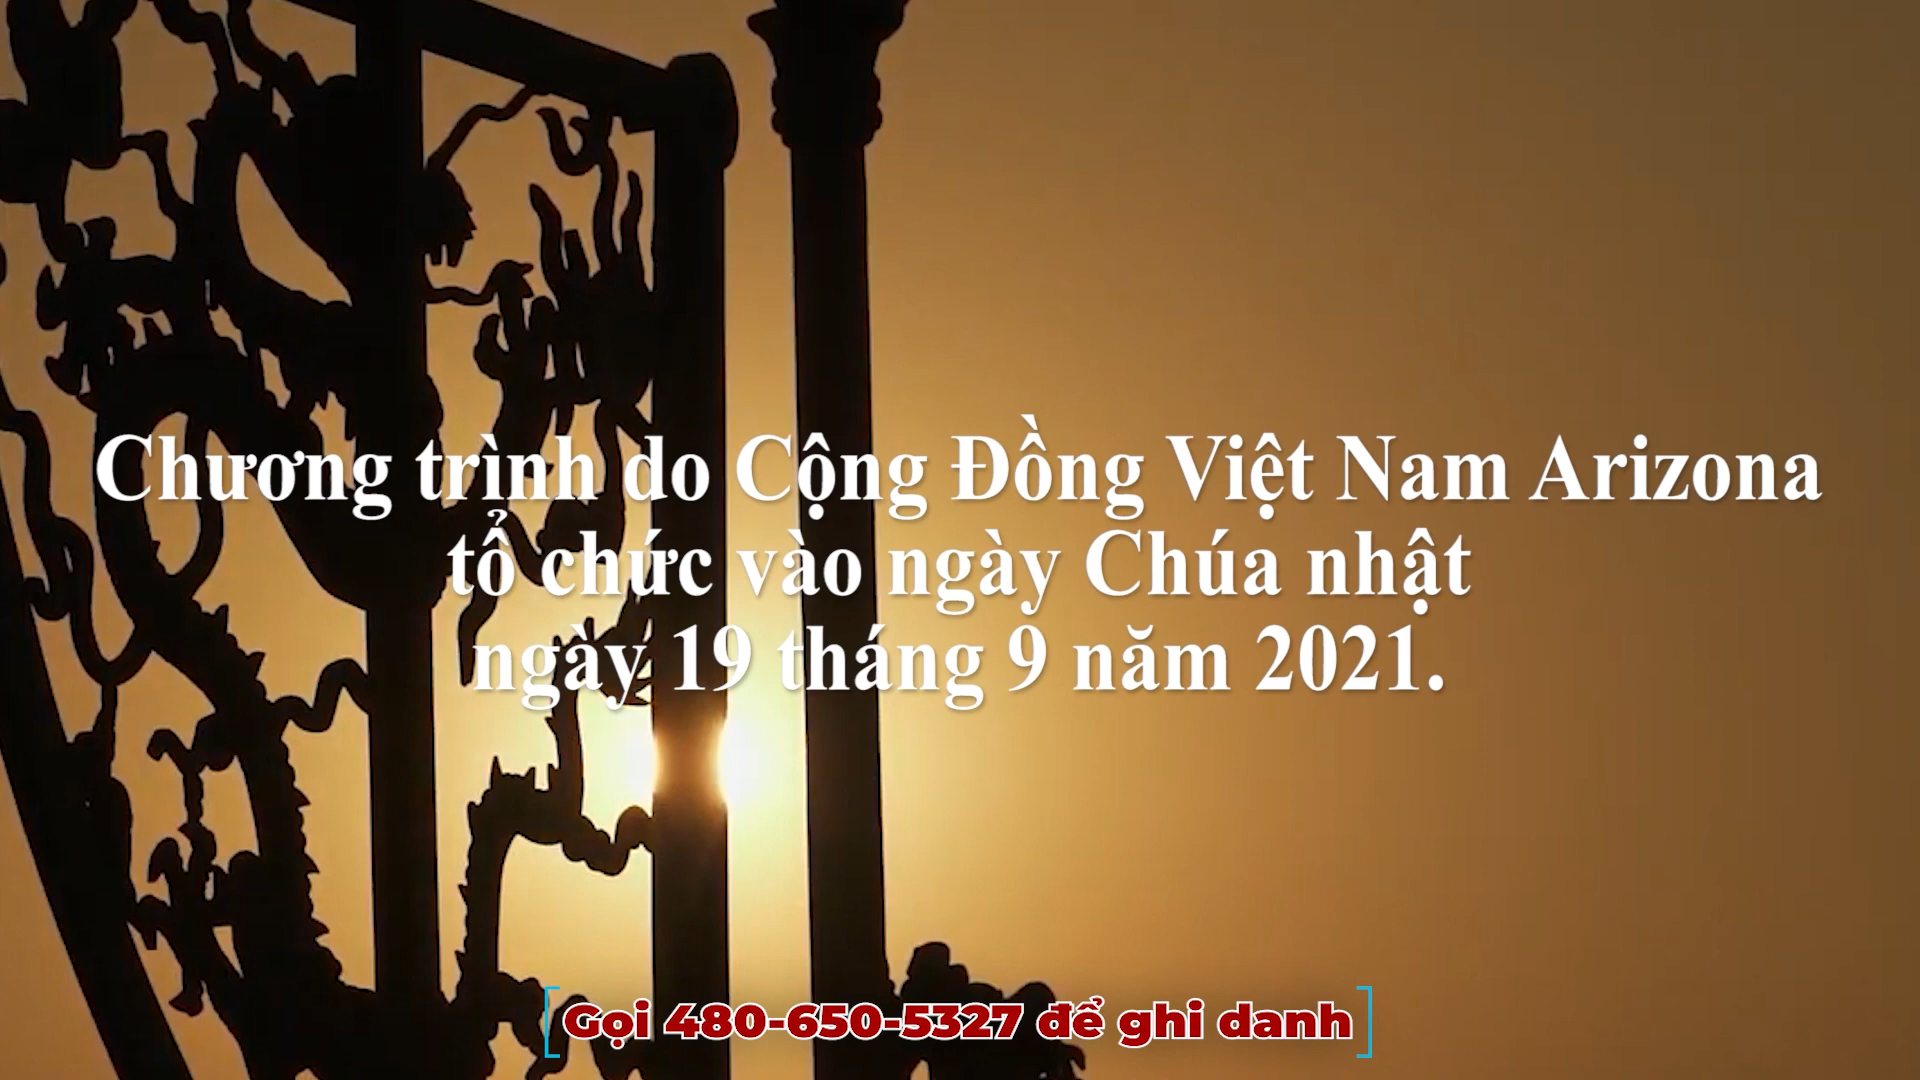 Chương trình do Cộng Đồng Việt Nam Arizona
tổ chức vào ngày Chúa nhật
ngày 19 tháng 9 năm 2021.
Gọi 480-650-5327 để ghi danh